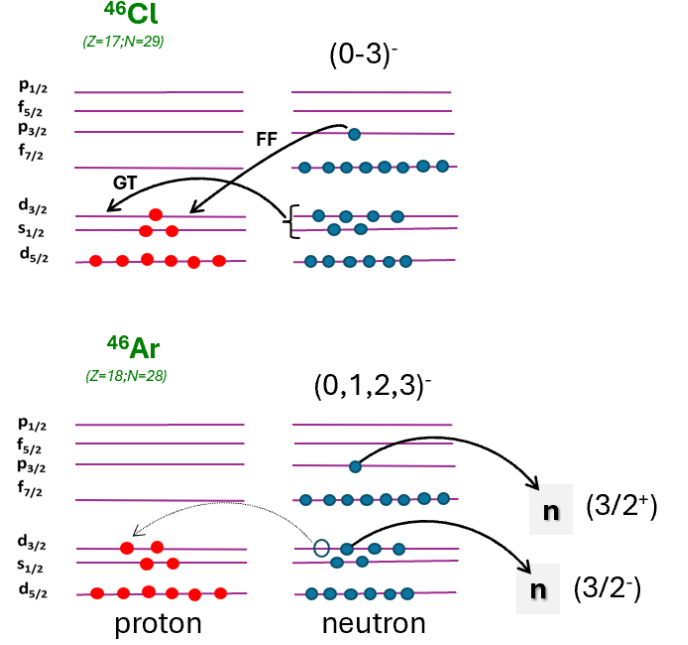 ⁴⁶Cl
(Z=17;N=29)
(0-3)⁻
p₁/₂
f₅/₂
p₃/₂
f₇/₂
FF
GT
d₃/₂
s₁/₂
d₅/₂
⁴⁶Ar
(Z=18;N=28)
(0,1,2,3)⁻
p₁/₂
f₅/₂
p₃/₂
f₇/₂
n (3/2⁺)
d₃/₂
s₁/₂
d₅/₂
n (3/2⁻)
proton neutron